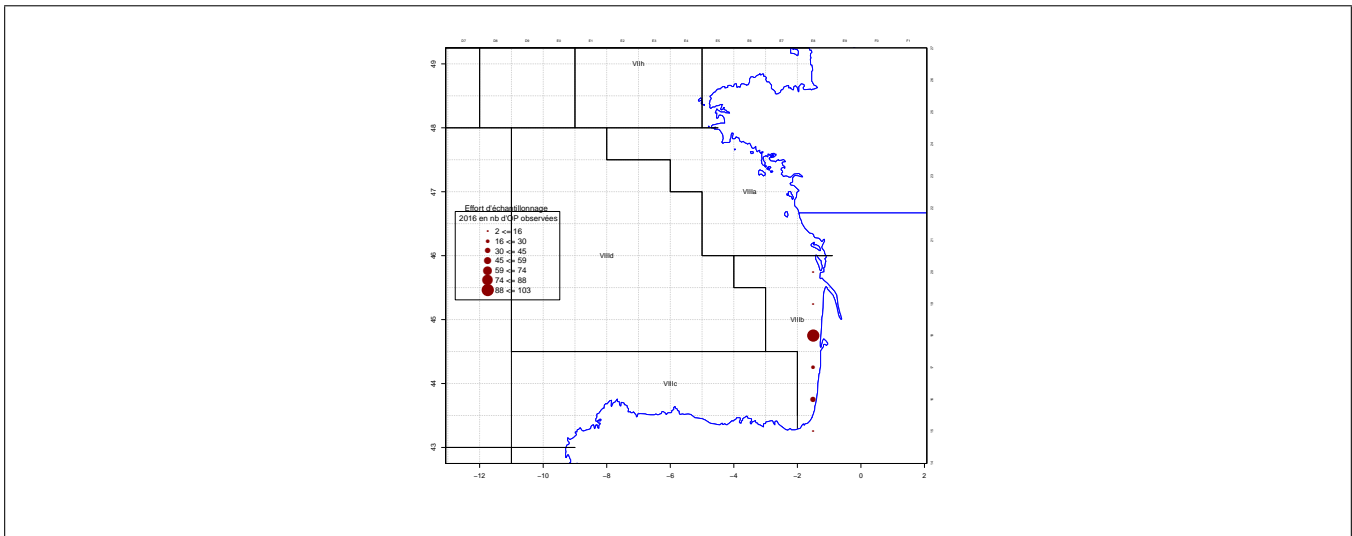 VIIh
49
48
47
46
45
44
43
VIIIa
Effort d'échantillonnage
2016 en nb d'OP observées
2 <= 16
16 <= 30
30 <= 45
45 <= 59
59 <= 74
74 <= 88
88 <= 103
VIIId
VIIIb
VIIIc
−12
−10
−8
−6
−4
−2
0
2